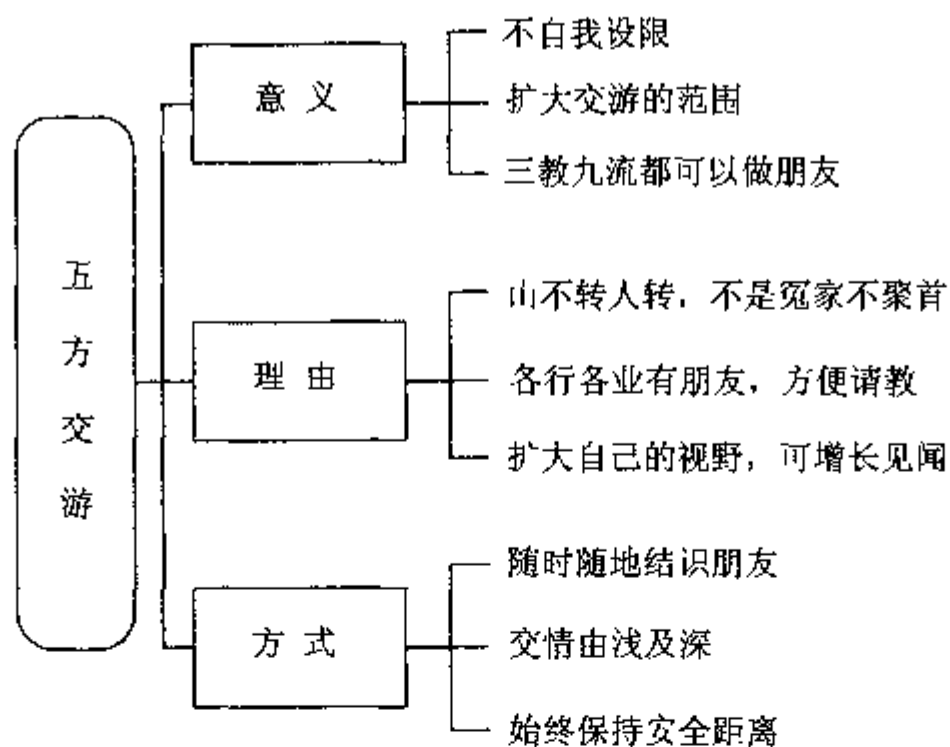 五方交游
意义
不自我设限
扩大交游的范围
三教九流都可以做朋友
理由
山不转人转，不是冤家不聚首
各行各业有朋友，方便请教
扩大自己的视野，可增长见闻
方式
随时随地结识朋友
交情由浅及深
始终保持安全距离